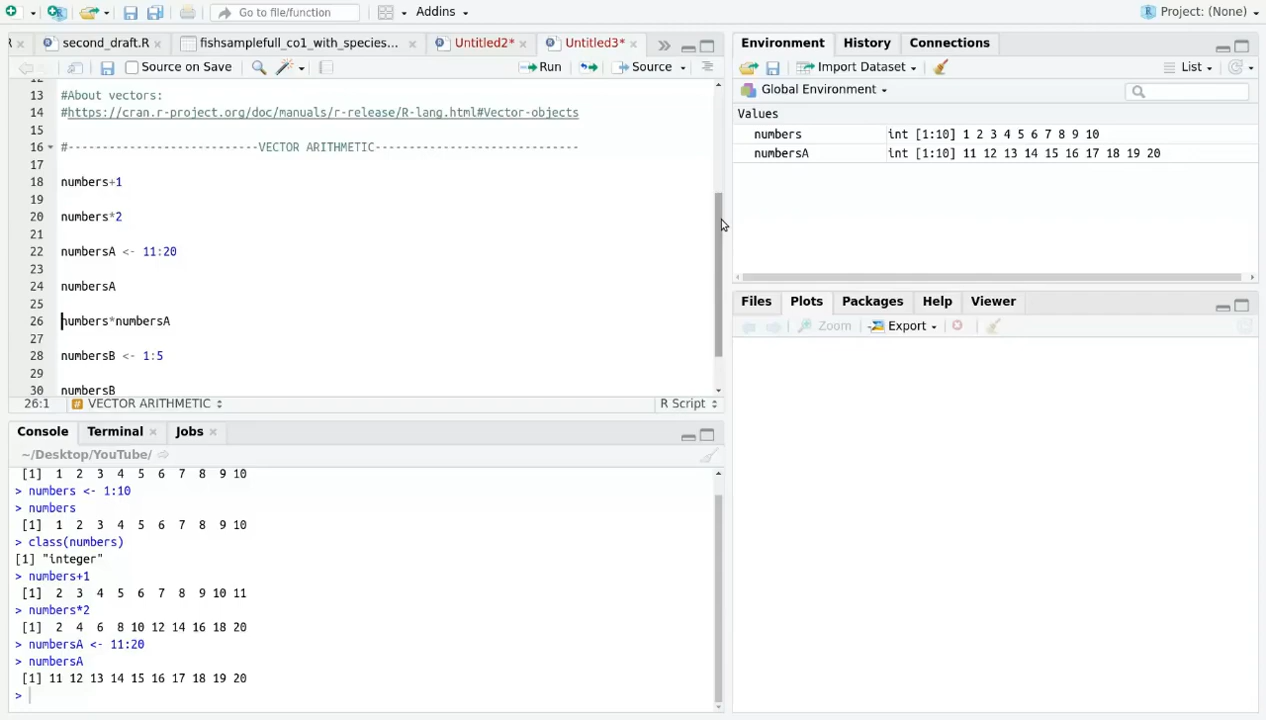 Go to file/function
Addins
Project: (None)
R
second_draft.R
fishsamplefull_co1_with_species...
Untitled2*
Untitled3*
Source on Save
Run
Source
13 #About vectors:
14 #https://cran.r-project.org/doc/manuals/r-release/R-lang.html#Vector-objects
15
16 #----------------------------VECTOR ARITHMETIC------------------------------
17
18 numbers+1
19
20 numbers*2
21
22 numbersA <- 11:20
23
24 numbersA
25
26 numbers*numbersA
27
28 numbersB <- 1:5
29
30 numbersB
26:1
# VECTOR ARITHMETIC
R Script
Console
Terminal
Jobs
~/Desktop/YouTube/
[1] 1 2 3 4 5 6 7 8 9 10
> numbers <- 1:10
> numbers
[1] 1 2 3 4 5 6 7 8 9 10
> class(numbers)
[1] "integer"
> numbers+1
[1] 2 3 4 5 6 7 8 9 10 11
> numbers*2
[1] 2 4 6 8 10 12 14 16 18 20
> numbersA <- 11:20
> numbersA
[1] 11 12 13 14 15 16 17 18 19 20
>
Environment
History
Connections
Import Dataset
List
Global Environment
Values
numbers int [1:10] 1 2 3 4 5 6 7 8 9 10
numbersA int [1:10] 11 12 13 14 15 16 17 18 19 20
Files
Plots
Packages
Help
Viewer
Zoom
Export